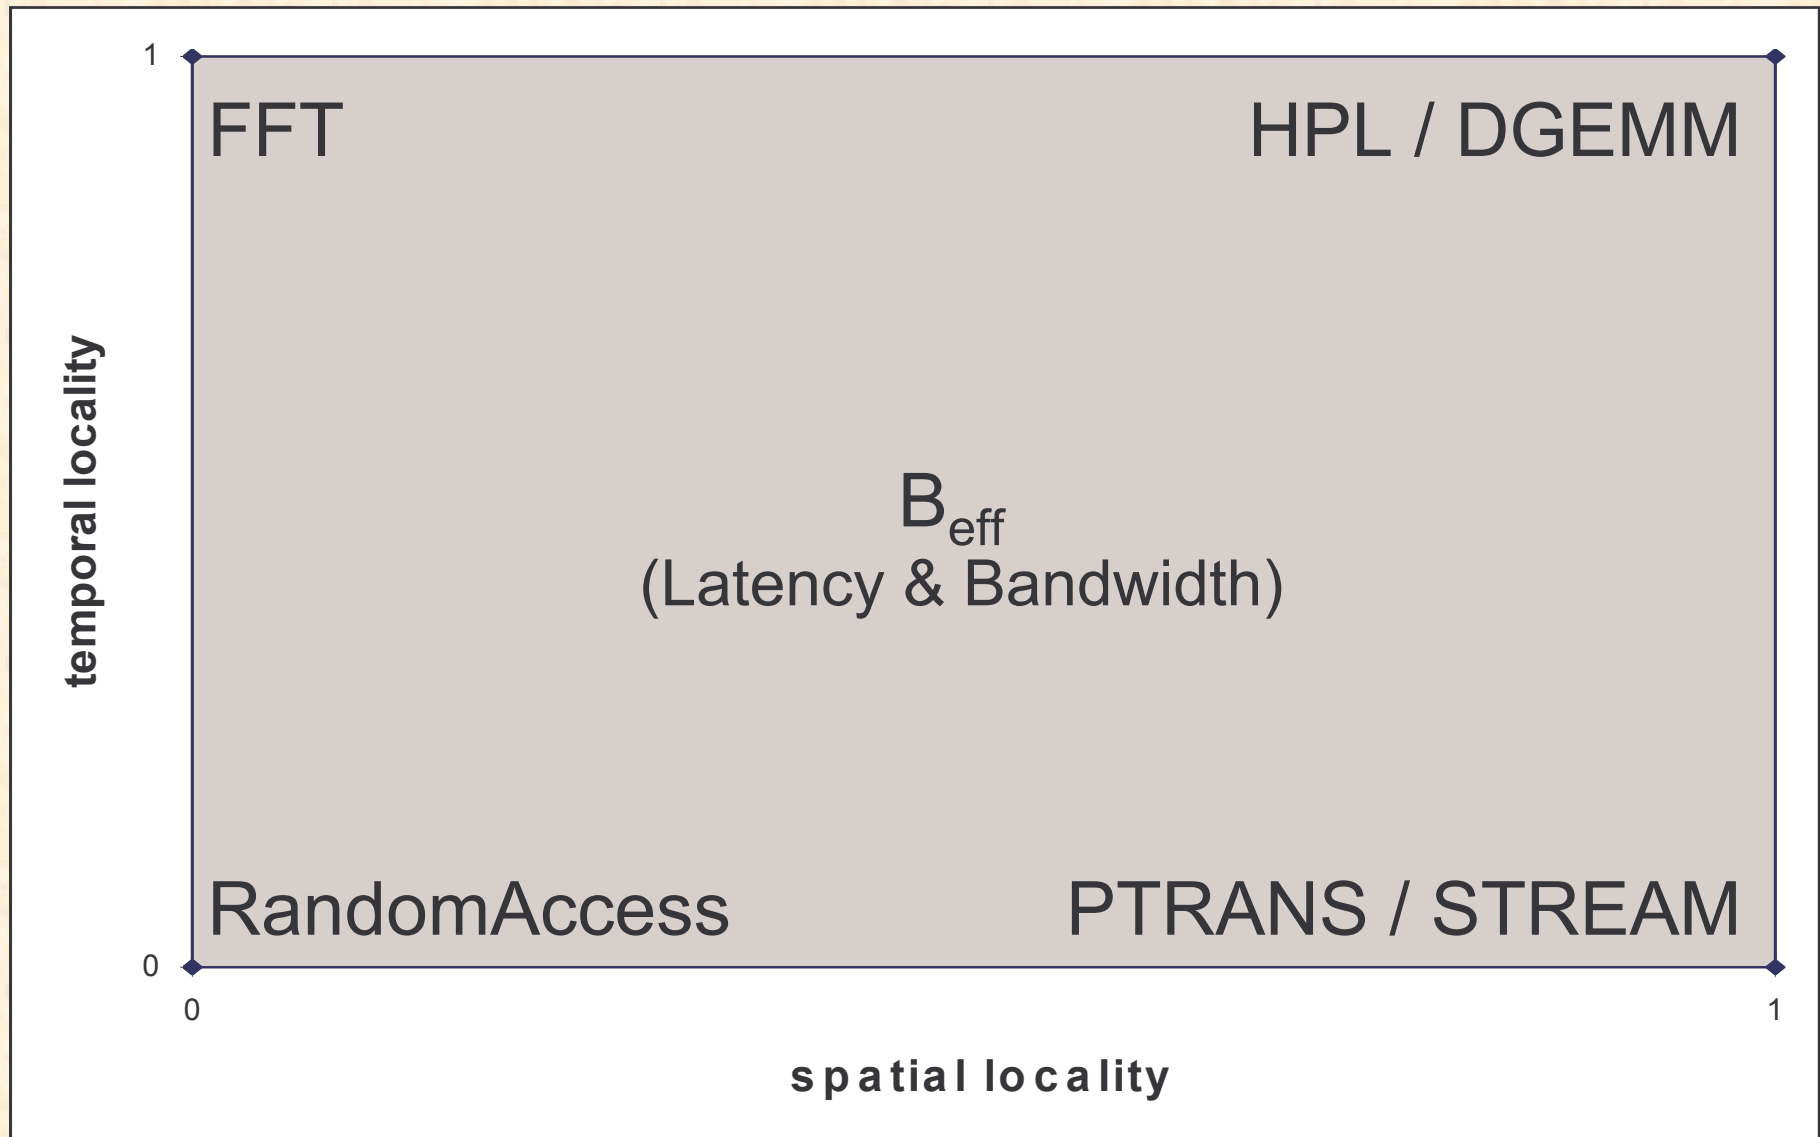 1
FFT
HPL / DGEMM
temporal locality
Beff
(Latency & Bandwidth)
RandomAccess
PTRANS / STREAM
0
0
1
spatial locality